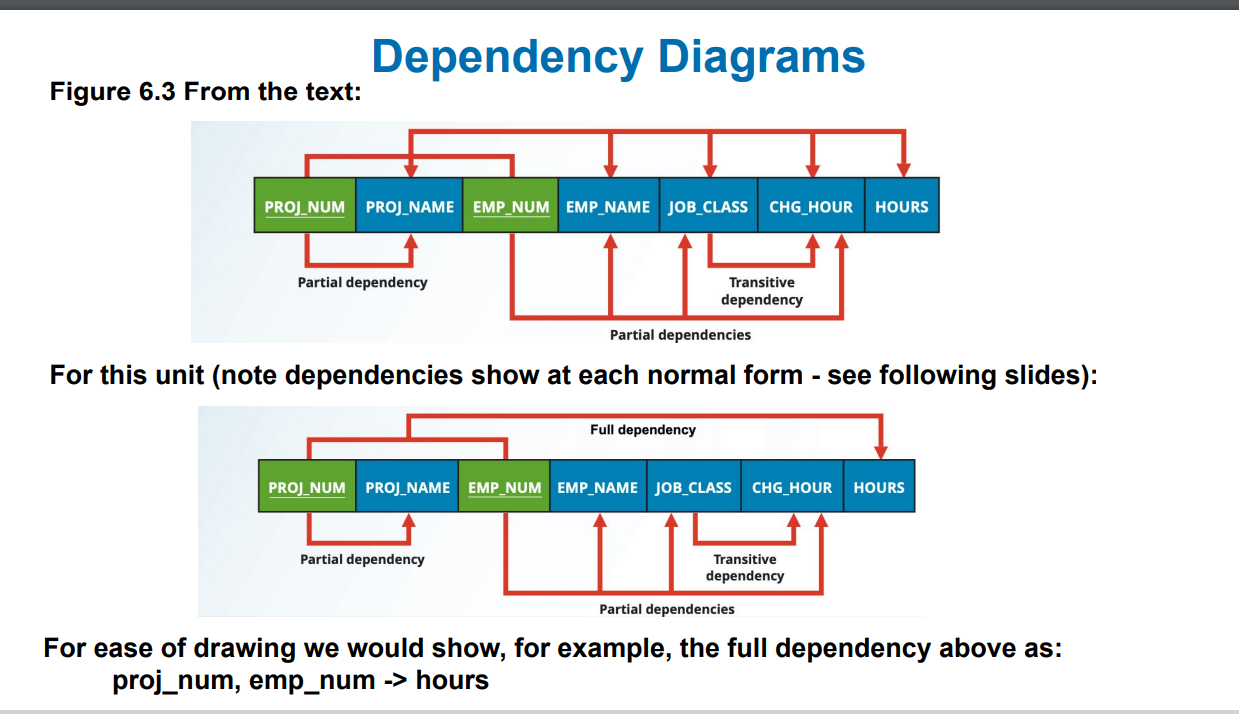 Dependency Diagrams
Figure 6.3 From the text:
PROJ_NUM PROJ_NAME EMP_NUM EMP_NAME JOB_CLASS CHG_HOUR HOURS
Partial dependency
Transitive
dependency
Partial dependencies
For this unit (note dependencies show at each normal form - see following slides):
Full dependency
PROJ_NUM PROJ_NAME EMP_NUM EMP_NAME JOB_CLASS CHG_HOUR HOURS
Partial dependency
Transitive
dependency
Partial dependencies
For ease of drawing we would show, for example, the full dependency above as:
proj_num, emp_num -> hours